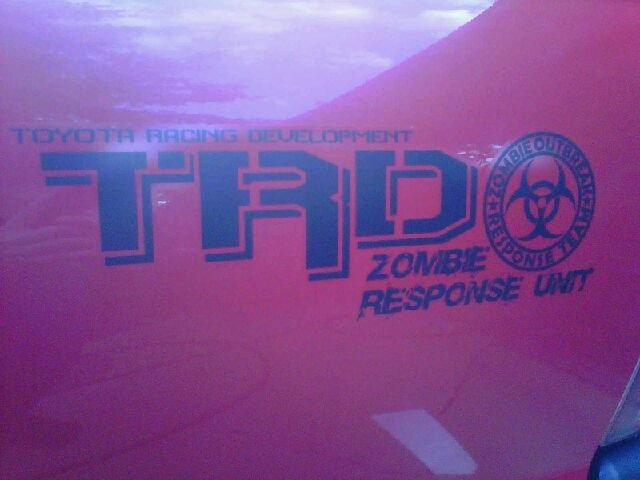 TOYOTA RACING DEVELOPMENT
TRD
ZOMBIE OUTBREAK
RESPONSE TEAM
ZOMBIE
RESPONSE UNIT